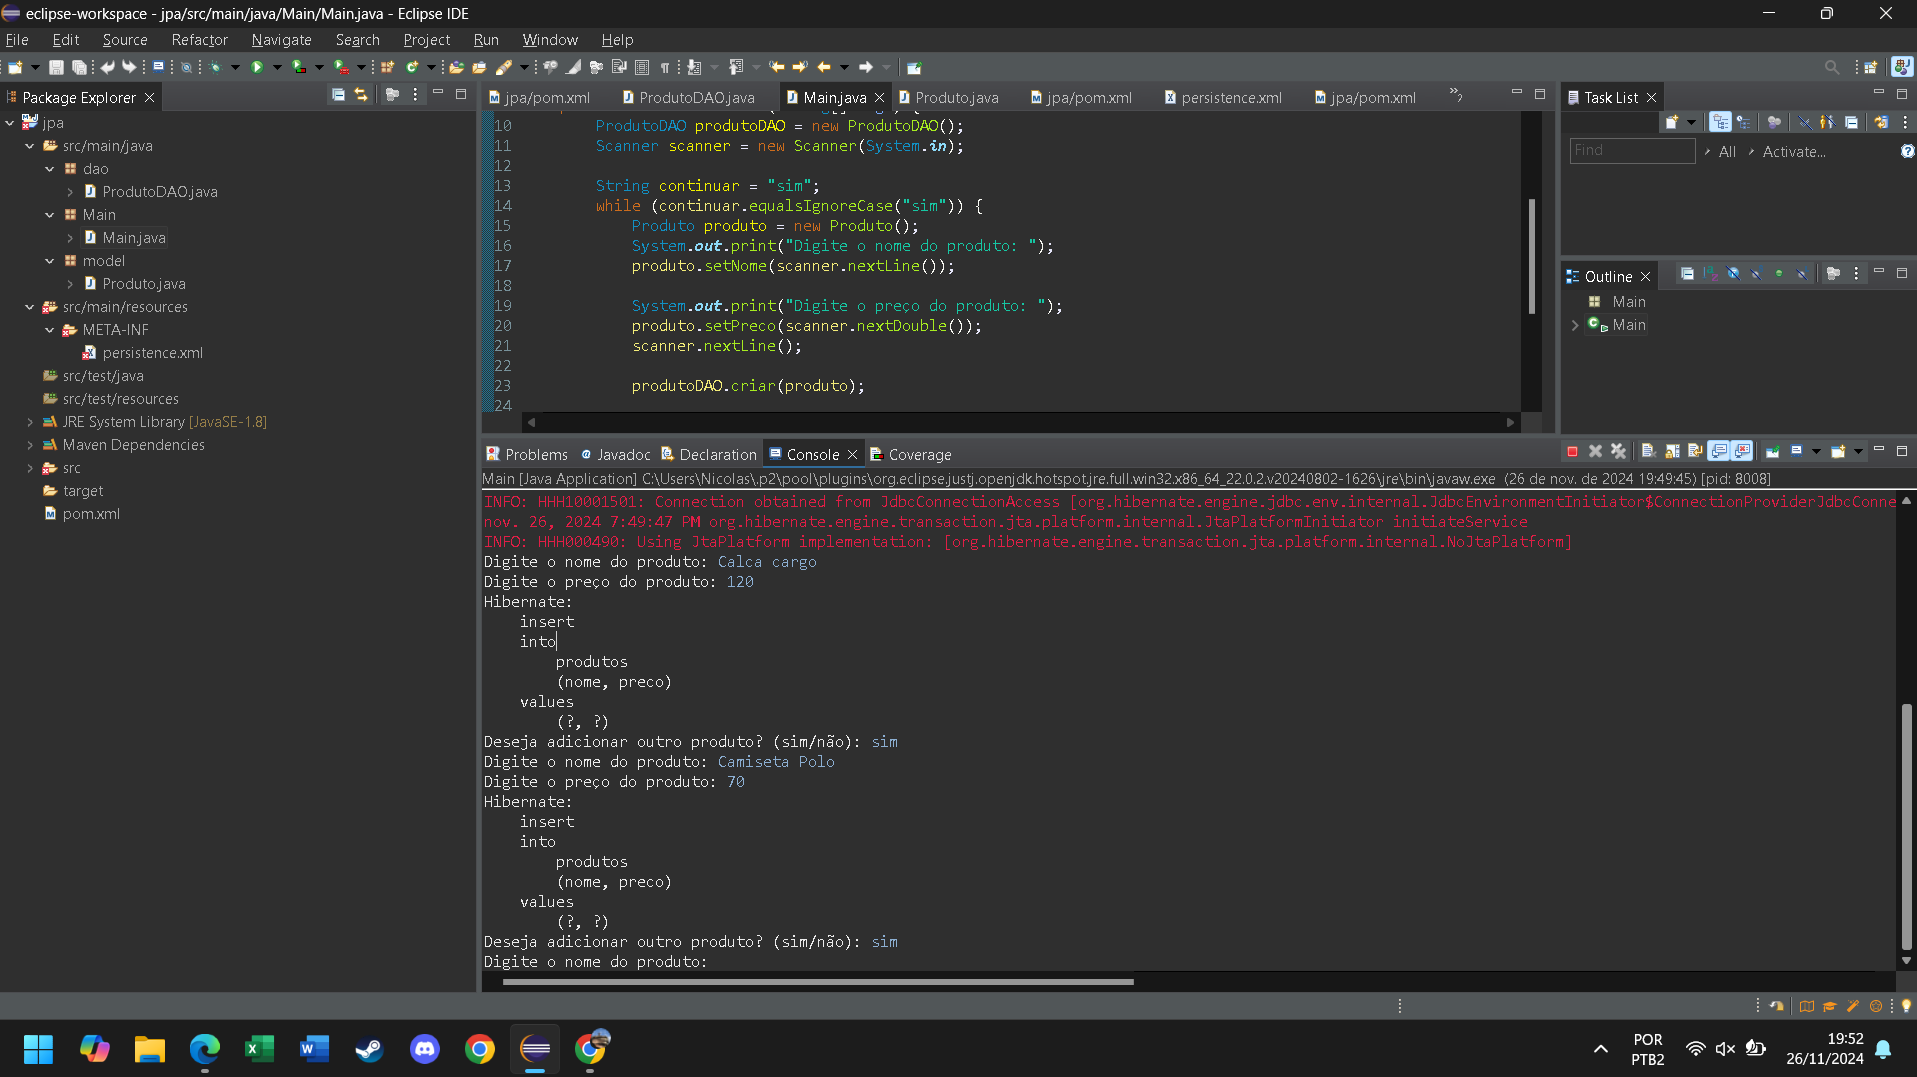 eclipse-workspace - jpa/src/main/java/Main/Main.java - Eclipse IDE
File Edit Source Refactor Navigate Search Project Run Window Help
Package Explorer
jpa
src/main/java
dao
ProdutoDAO.java
Main
Main.java
model
Produto.java
src/main/resources
META-INF
persistence.xml
src/test/java
src/test/resources
JRE System Library [JavaSE-1.8]
Maven Dependencies
src
target
pom.xml
jpa/pom.xml ProdutoDAO.java Main.java Produto.java jpa/pom.xml persistence.xml jpa/pom.xml
10 ProdutoDAO produtoDAO = new ProdutoDAO();
11 Scanner scanner = new Scanner(System.in);
12
13 String continuar = "sim";
14 while (continuar.equalsIgnoreCase("sim")) {
15 Produto produto = new Produto();
16 System.out.print("Digite o nome do produto: ");
17 produto.setNome(scanner.nextLine());
18
19 System.out.print("Digite o preço do produto: ");
20 produto.setPreco(scanner.nextDouble());
21 scanner.nextLine();
22
23 produtoDAO.criar(produto);
24
Task List
Find All Activate...
Outline
Main
Main
Problems Javadoc Declaration Console Coverage
Main [Java Application] C:\Users\Nicolas\.p2\pool\plugins\org.eclipse.justj.openjdk.hotspot.jre.full.win32.x86_64_22.0.2.v20240802-1626\jre\bin\javaw.exe (26 de nov. de 2024 19:49:45) [pid: 8008]
INFO: HHH10001501: Connection obtained from JdbcConnectionAccess [org.hibernate.engine.jdbc.env.internal.JdbcEnvironmentInitiator$ConnectionProviderJdbcConne
nov. 26, 2024 7:49:47 PM org.hibernate.engine.transaction.jta.platform.internal.JtaPlatformInitiator initiateService
INFO: HHH000490: Using JtaPlatform implementation: [org.hibernate.engine.transaction.jta.platform.internal.NoJtaPlatform]
Digite o nome do produto: Calca cargo
Digite o preço do produto: 120
Hibernate:
insert
into
produtos
(nome, preco)
values
(?, ?)
Deseja adicionar outro produto? (sim/não): sim
Digite o nome do produto: Camiseta Polo
Digite o preço do produto: 70
Hibernate:
insert
into
produtos
(nome, preco)
values
(?, ?)
Deseja adicionar outro produto? (sim/não): sim
Digite o nome do produto:
POR
PTB2
19:52
26/11/2024